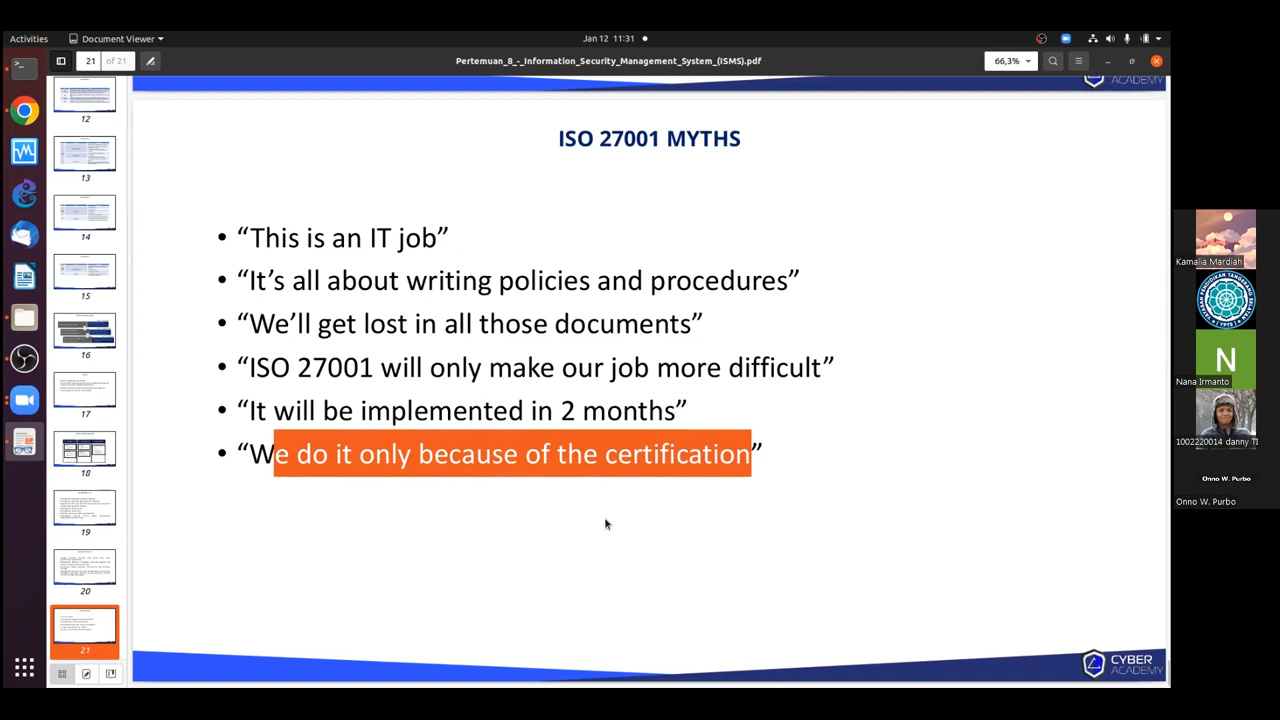 Activities
Document Viewer
Jan 12 11:31
21 of 21
Pertemuan_8_-_Information_Security_Management_System_(ISMS).pdf
66,3%
ACADEMY
12
13
14
15
16
17
18
19
20
21
ISO 27001 MYTHS
• “This is an IT job”
• “It’s all about writing policies and procedures”
• “We’ll get lost in all those documents”
• “ISO 27001 will only make our job more difficult”
• “It will be implemented in 2 months”
• “We do it only because of the certification”
CYBER
ACADEMY
Kamalia Mardiah
N
Nana Irmanto
1002220014 danny TI
Onno W. Purbo
Onno W. Purbo